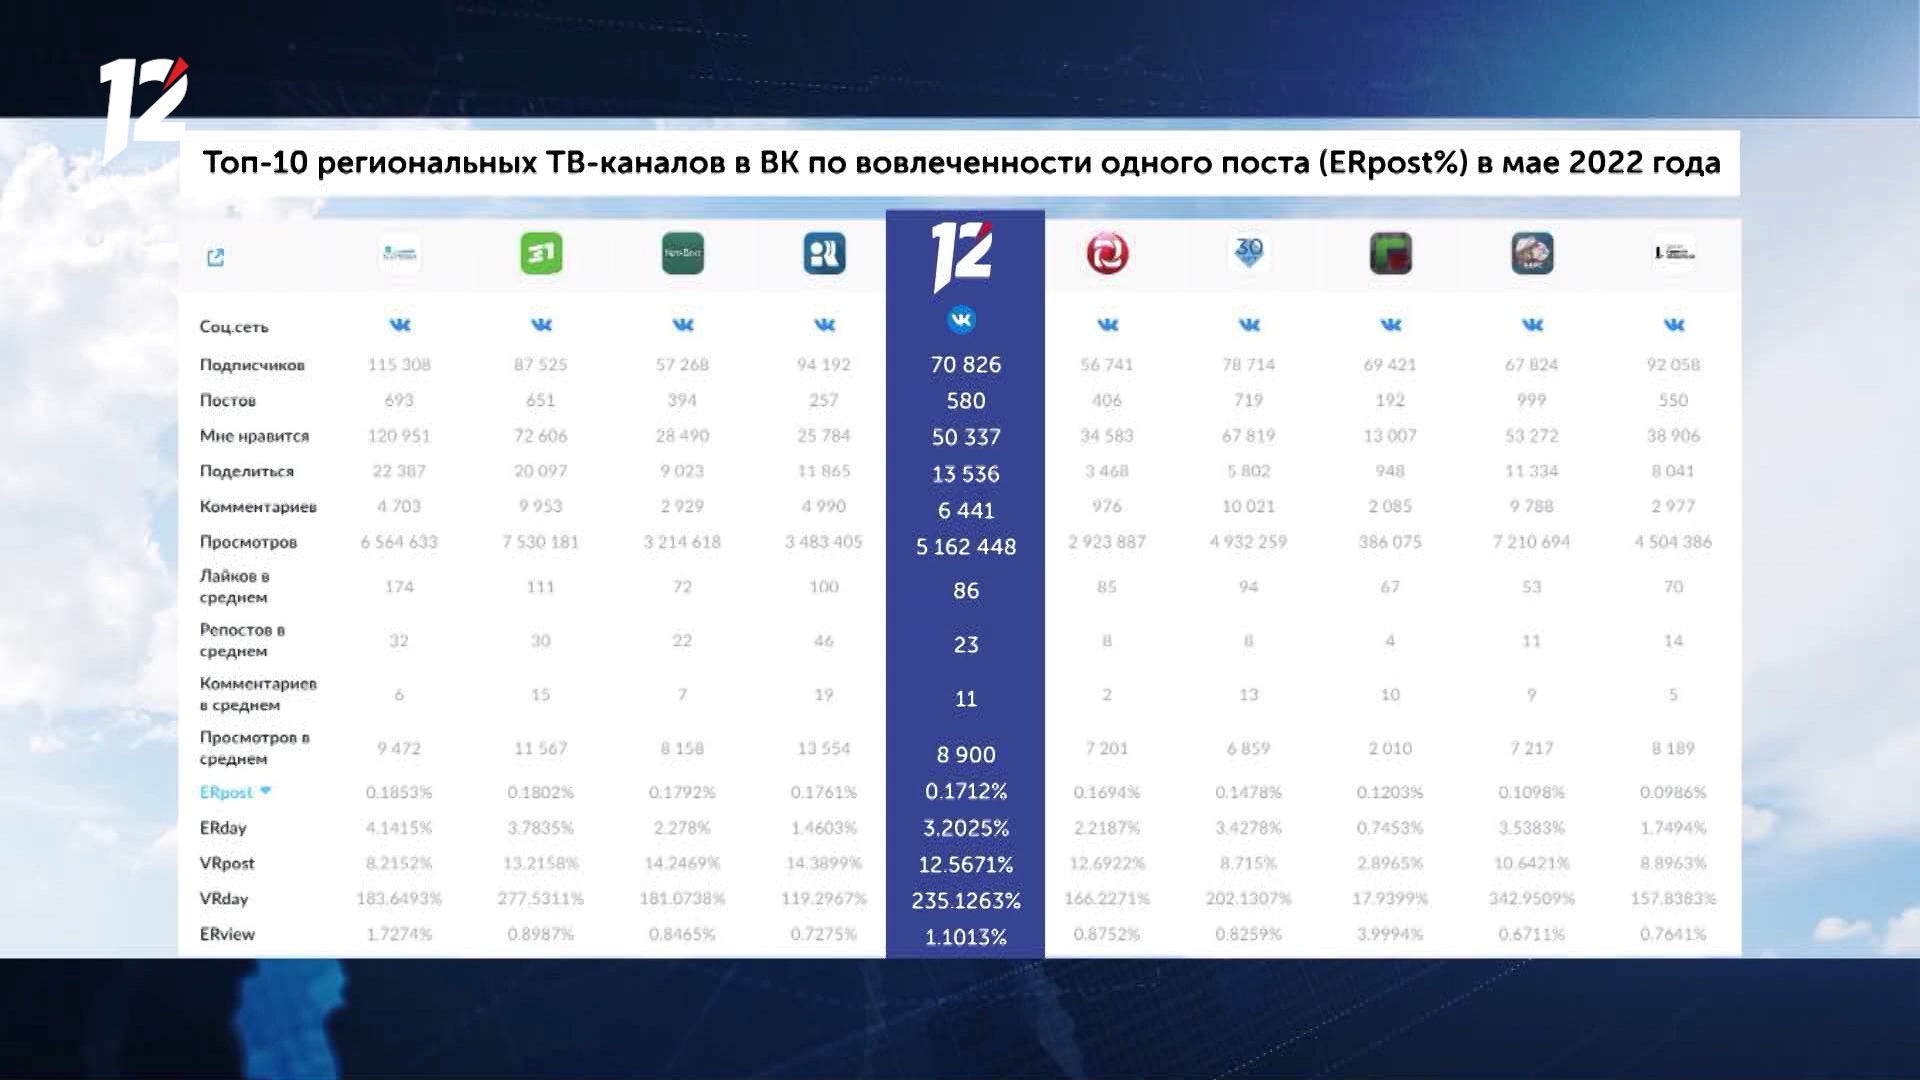 12
Топ-10 региональных ТВ-каналов в ВК по вовлеченности одного поста (ERpost%) в мае 2022 года
31 12 30
Соц.сеть
Подписчиков 115 308 87 525 57 268 94 192 70 826 56 741 78 714 69 421 67 824 92 058
Постов 693 651 394 257 580 406 719 192 999 550
Мне нравится 120 951 72 606 28 490 25 784 50 337 34 583 67 819 13 007 53 272 38 906
Поделиться 22 387 20 097 9 023 11 865 13 536 3 468 5 802 948 11 334 8 041
Комментариев 4 703 9 953 2 929 4 990 6 441 976 10 021 2 085 9 788 2 977
Просмотров 6 564 633 7 530 181 3 214 618 3 483 405 5 162 448 2 923 887 4 932 259 386 075 7 210 694 4 504 386
Лайков в
среднем 174 111 72 100 86 85 94 67 53 70
Репостов в
среднем 32 30 22 46 23 8 8 4 11 14
Комментариев
в среднем 6 15 7 19 11 2 13 10 9 5
Просмотров в
среднем 9 472 11 567 8 158 13 554 8 900 7 201 6 859 2 010 7 217 8 189
ERpost 0.1853% 0.1802% 0.1792% 0.1761% 0.1712% 0.1694% 0.1478% 0.1203% 0.1098% 0.0986%
ERday 4.1415% 3.7835% 2.278% 1.4603% 3.2025% 2.2187% 3.4278% 0.7453% 3.5383% 1.7494%
VRpost 8.2152% 13.2158% 14.2469% 14.3899% 12.5671% 12.6922% 8.715% 2.8965% 10.6421% 8.8963%
VRday 183.6493% 277.5311% 181.0738% 119.2967% 235.1263% 166.2271% 202.1307% 17.9399% 342.9509% 157.8383%
ERview 1.7274% 0.8987% 0.8465% 0.7275% 1.1013% 0.8752% 0.8259% 3.9994% 0.6711% 0.7641%